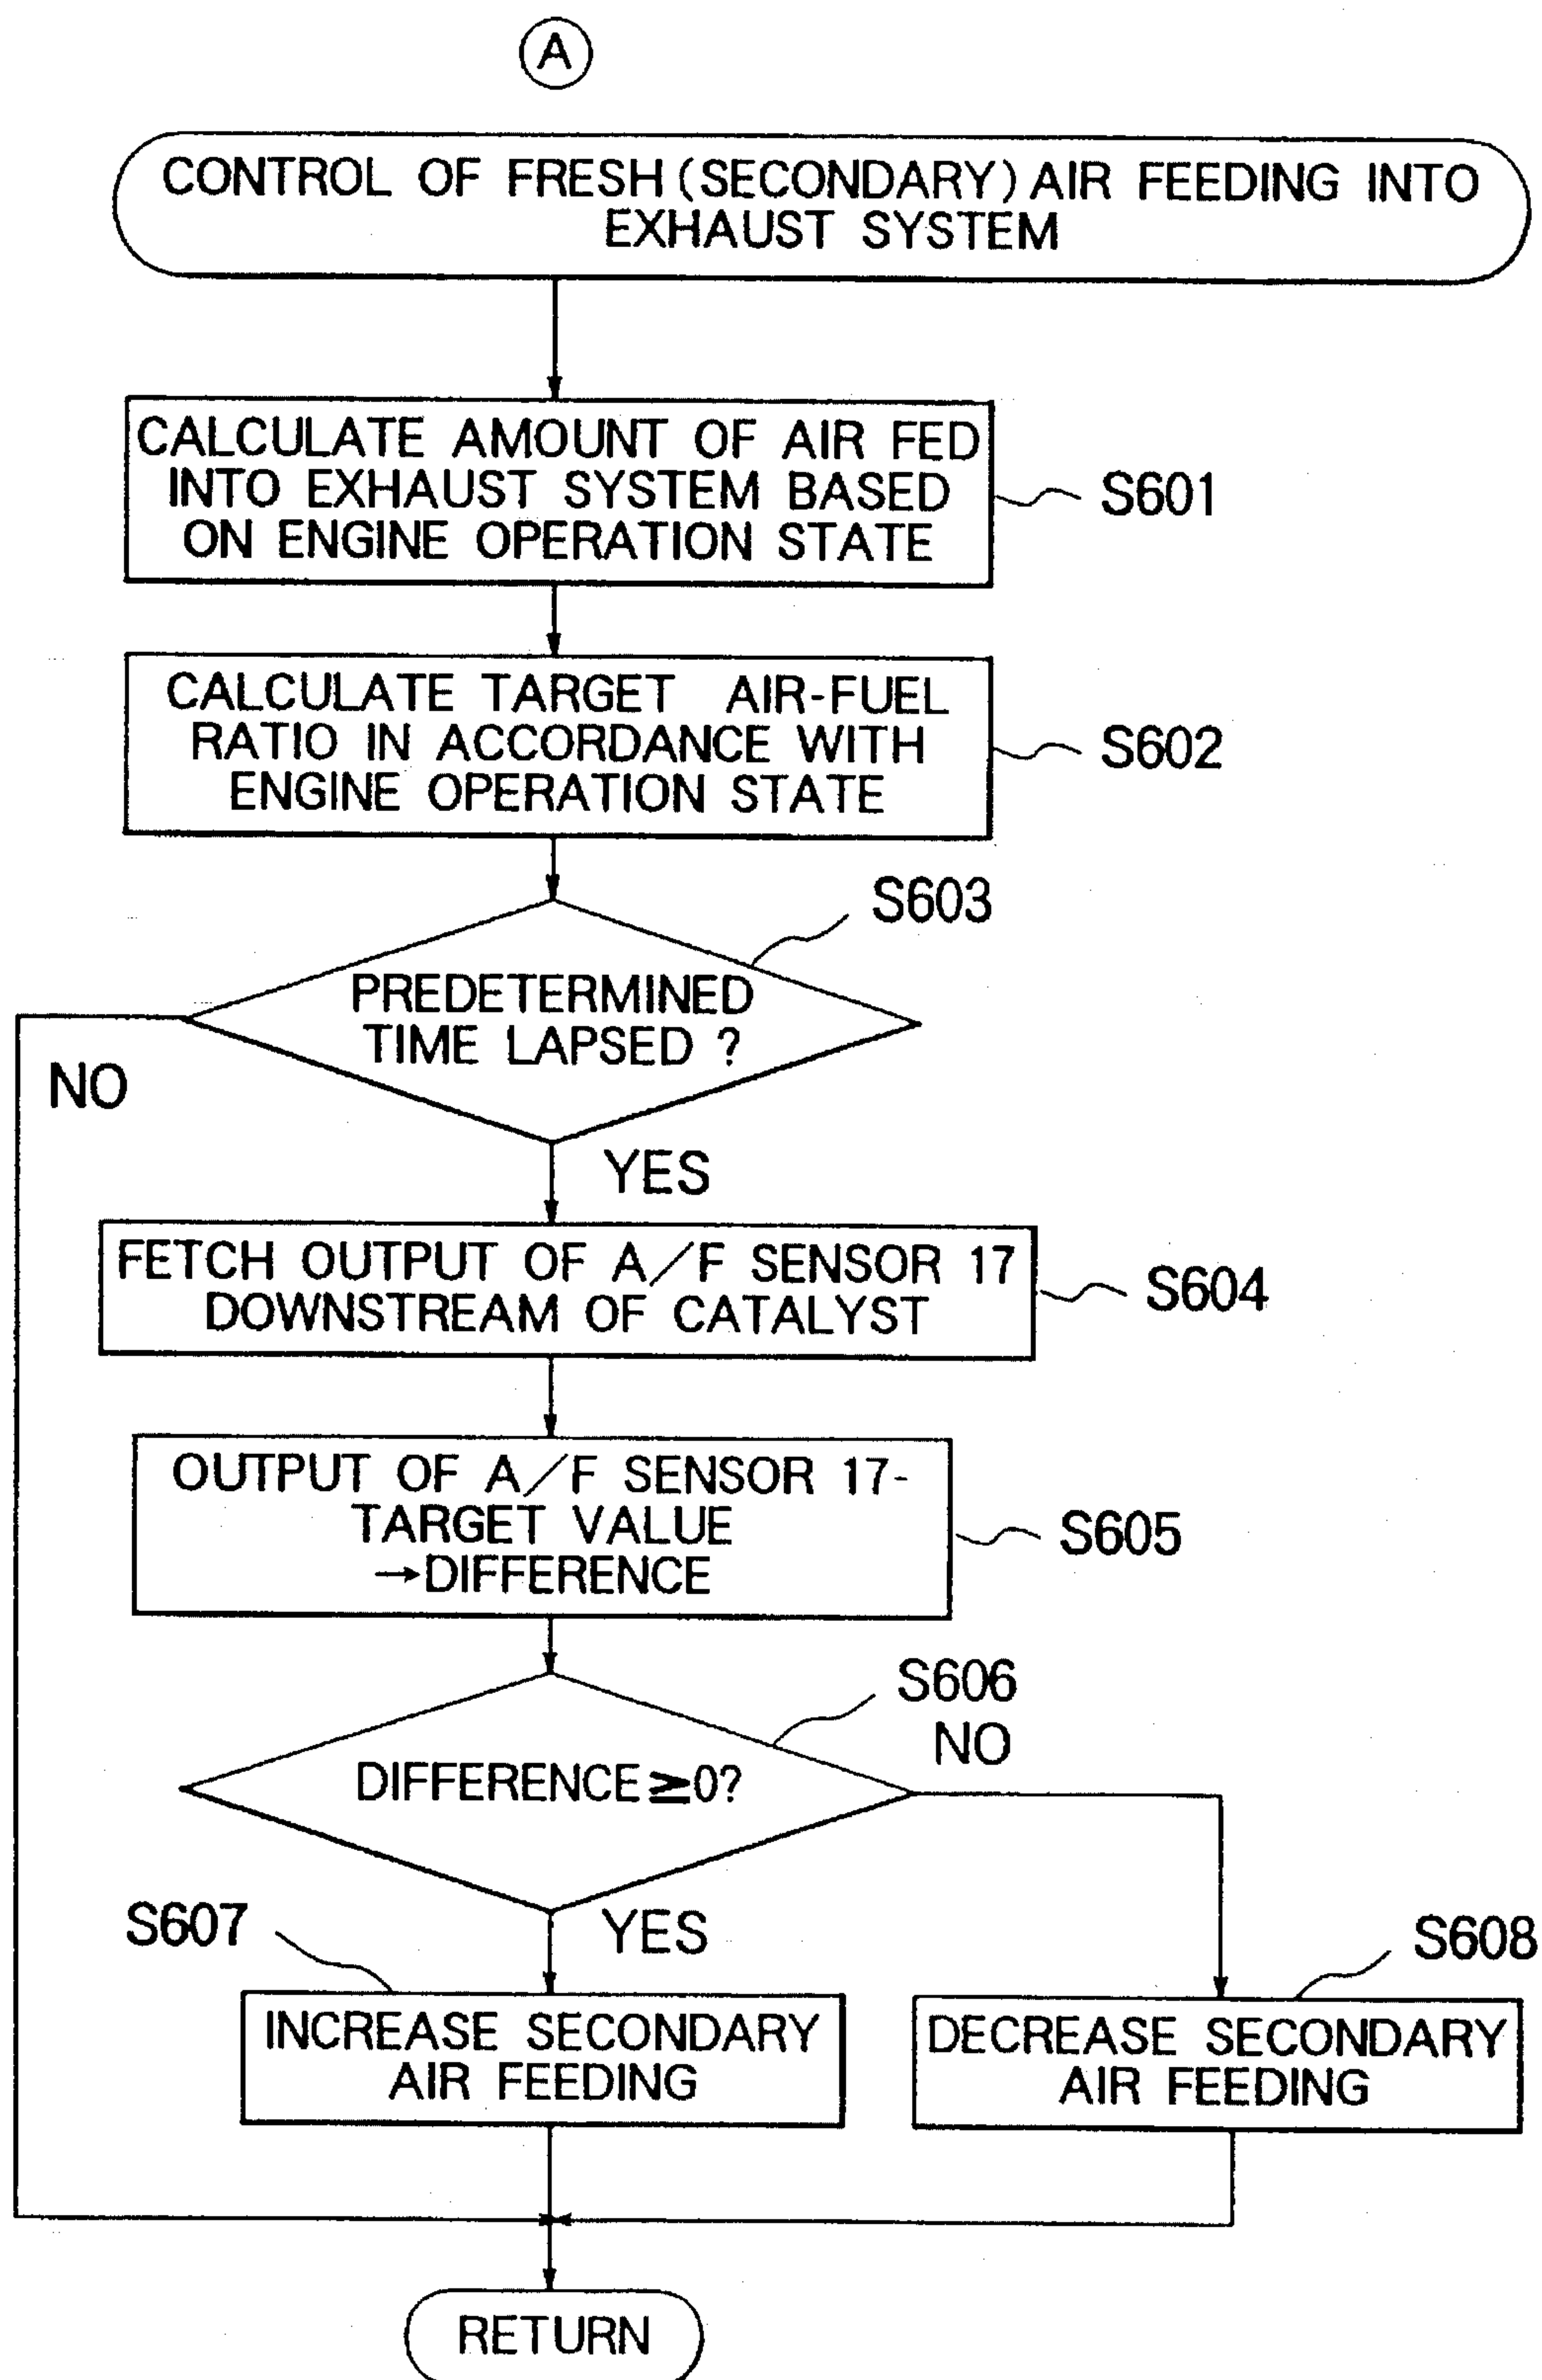 A
CONTROL OF FRESH (SECONDARY) AIR FEEDING INTO
EXHAUST SYSTEM
CALCULATE AMOUNT OF AIR FED
INTO EXHAUST SYSTEM BASED
ON ENGINE OPERATION STATE
S601
CALCULATE TARGET AIR-FUEL
RATIO IN ACCORDANCE WITH
ENGINE OPERATION STATE
S602
S603
PREDETERMINED
TIME LAPSED ?
NO
YES
FETCH OUTPUT OF A/F SENSOR 17
DOWNSTREAM OF CATALYST
S604
OUTPUT OF A/F SENSOR 17-
TARGET VALUE
→DIFFERENCE
S605
S606
NO
DIFFERENCE≧0?
S607
YES
S608
INCREASE SECONDARY
AIR FEEDING
DECREASE SECONDARY
AIR FEEDING
RETURN